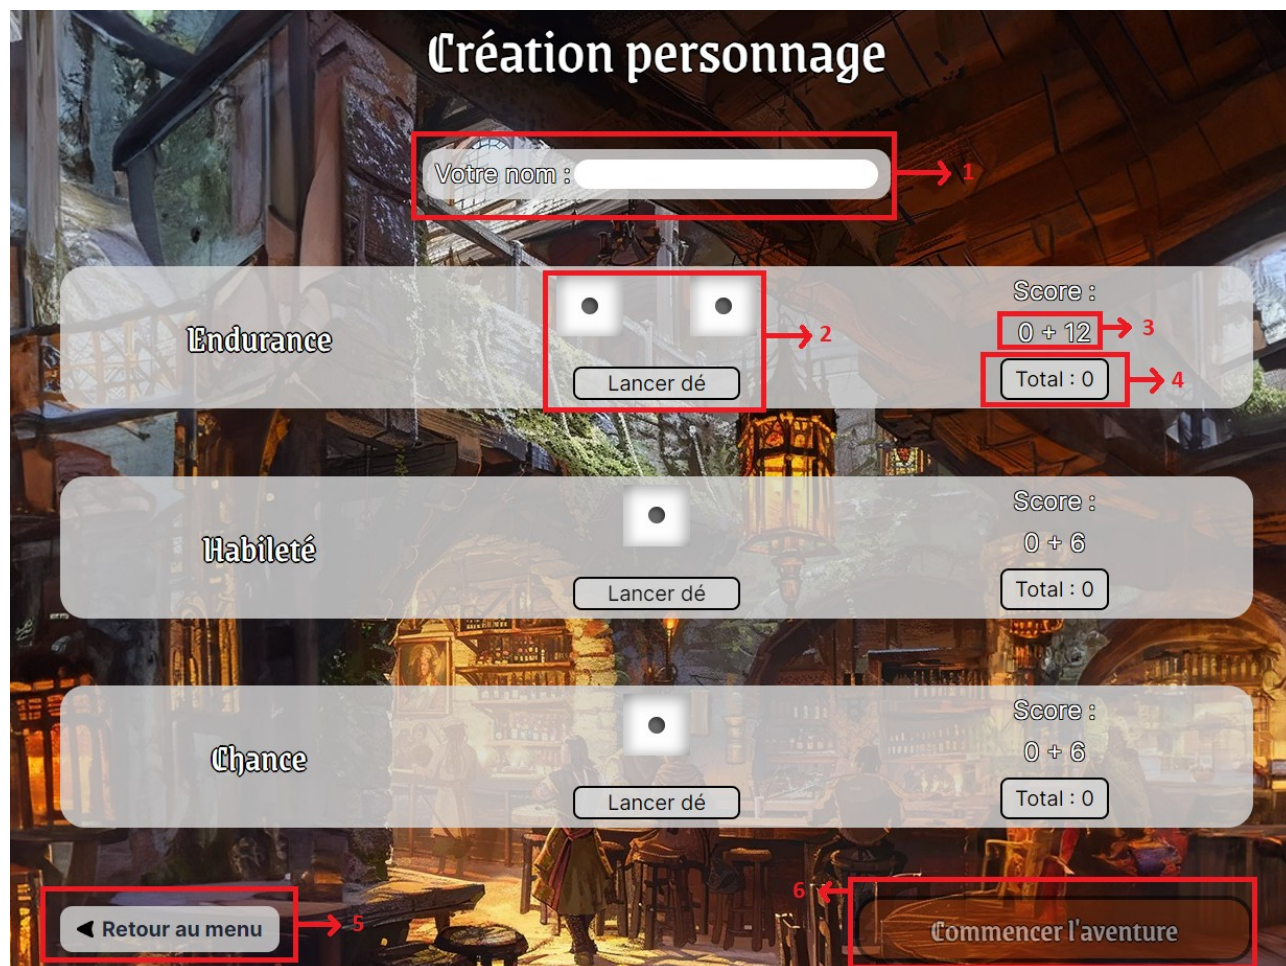 Création personnage
Votre nom :
1
Score :
Endurance
2
0 + 12
3
Lancer dé
Total : 0
4
Score :
Habileté
0 + 6
Lancer dé
Total : 0
Score :
Chance
0 + 6
Lancer dé
Total : 0
Retour au menu
5
6
Commencer l'aventure